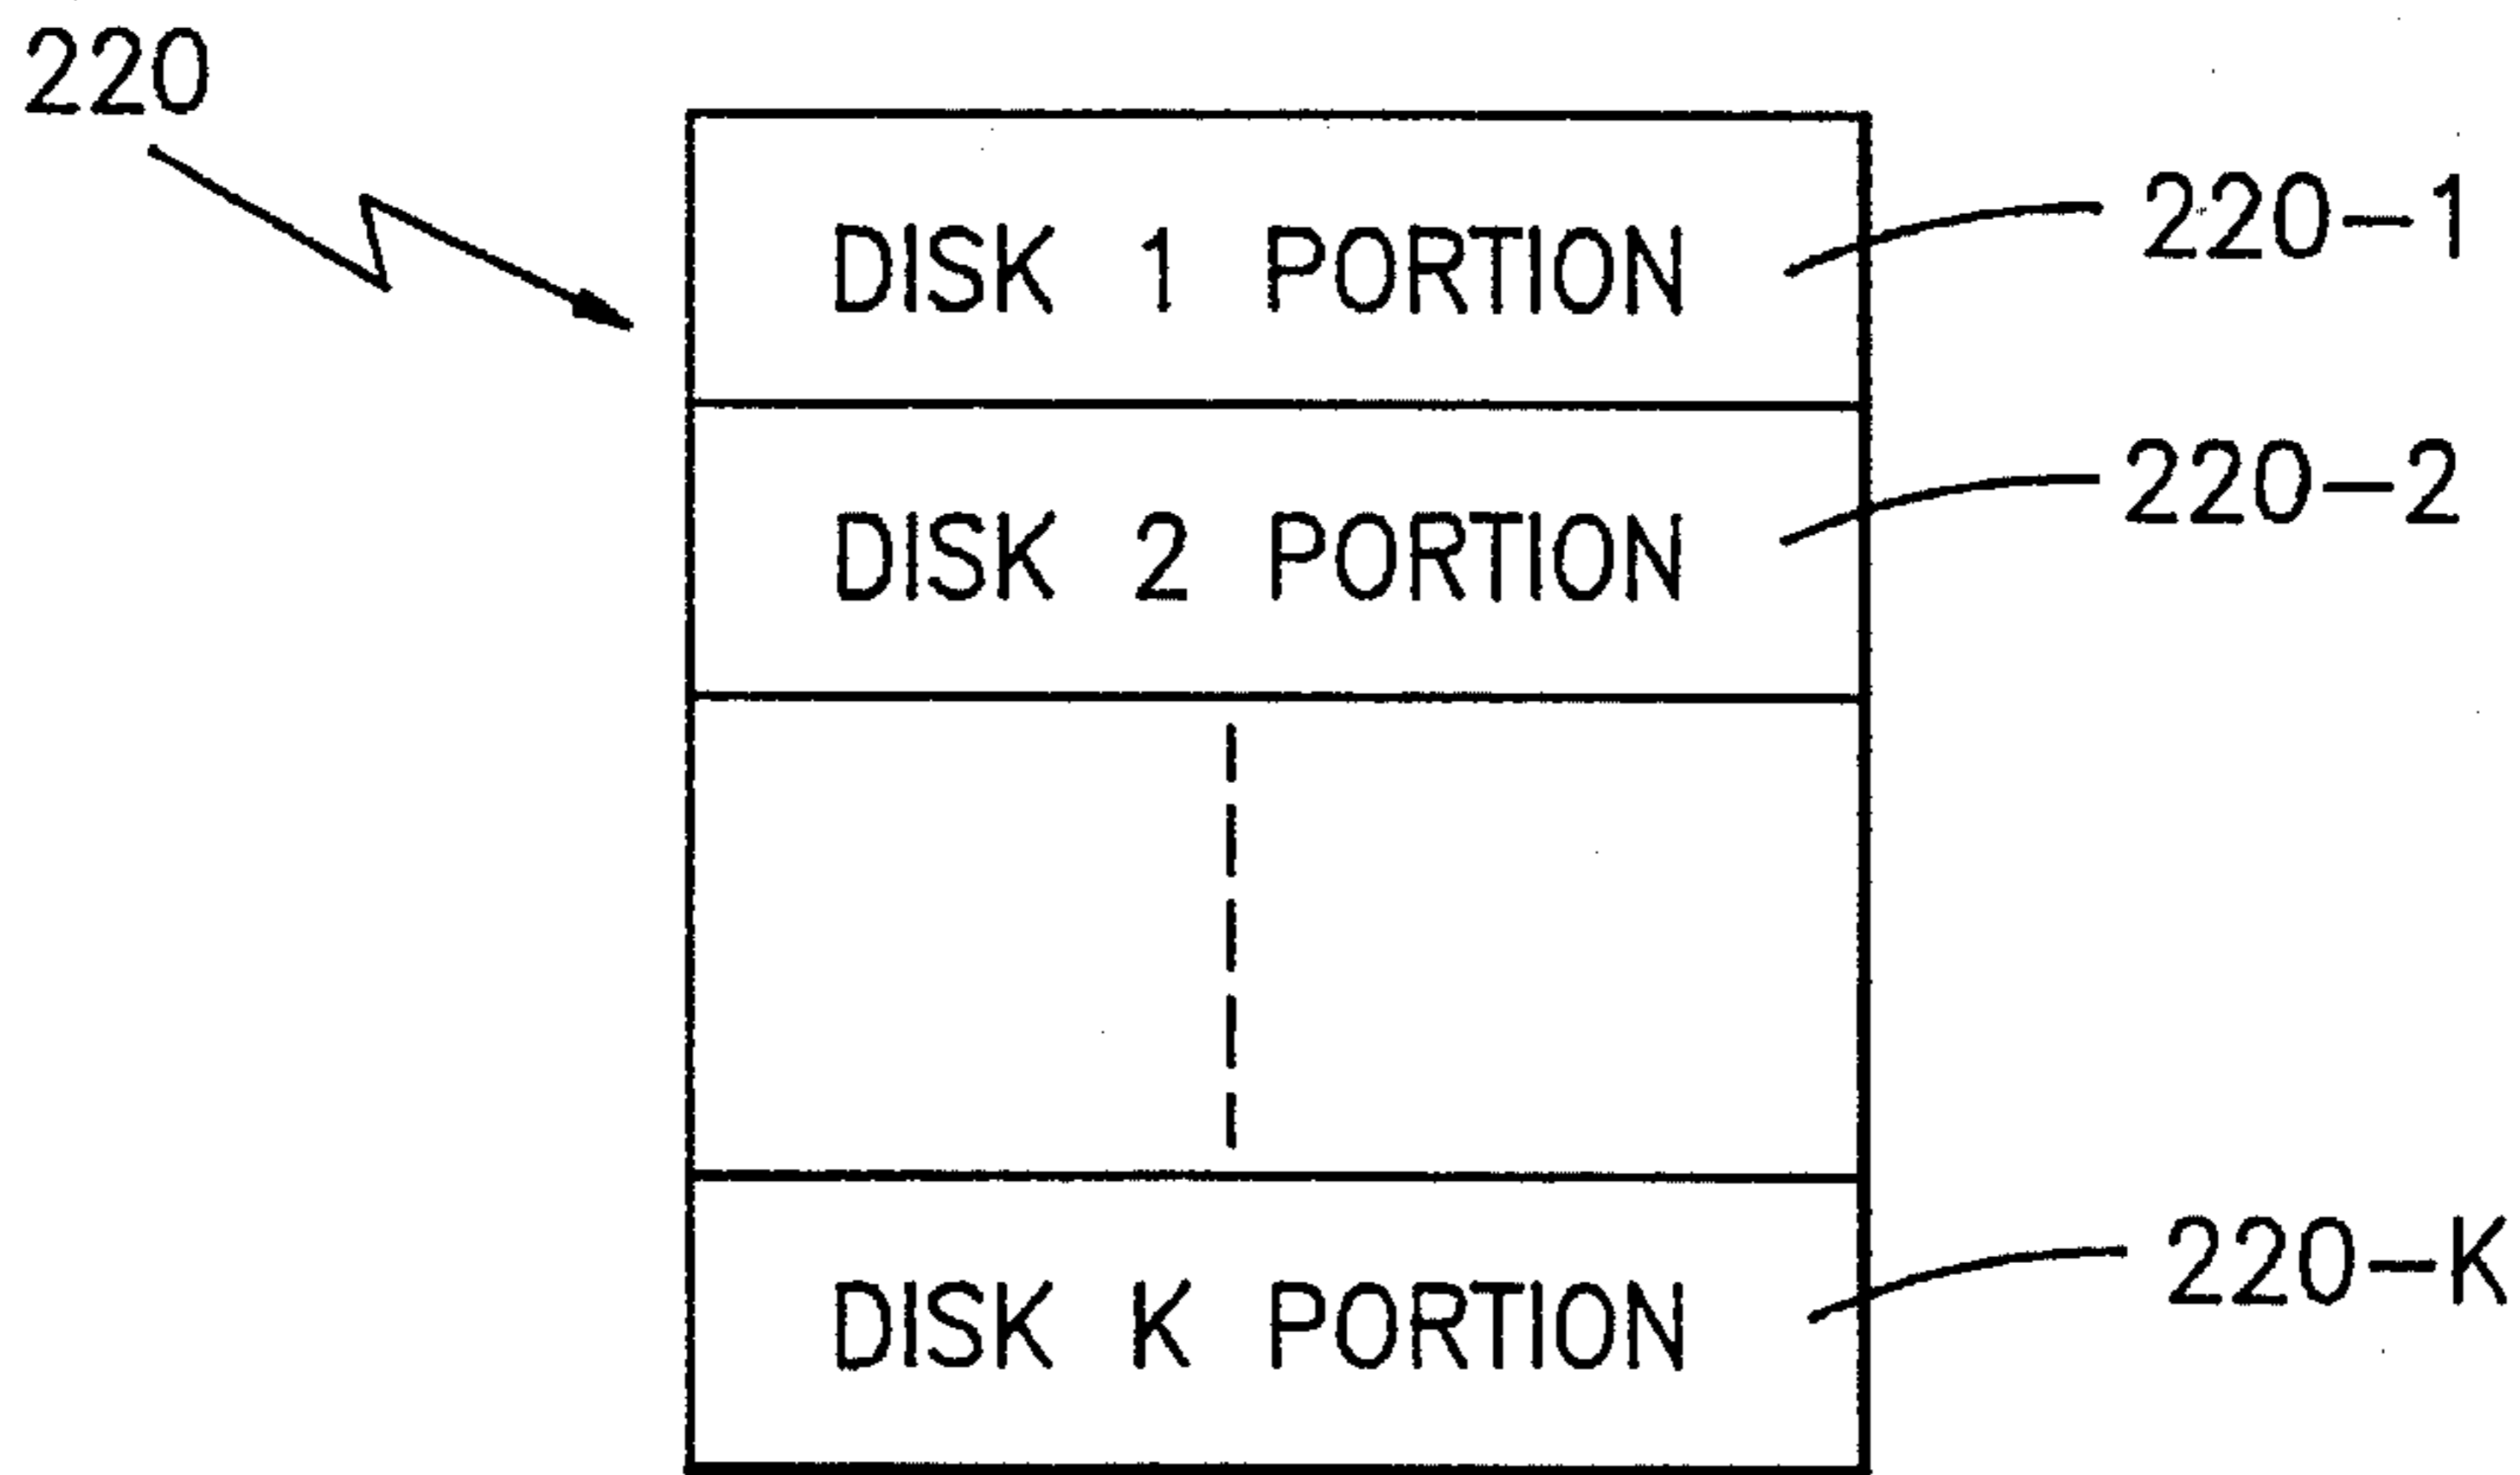 220
DISK 1 PORTION
220-1
DISK 2 PORTION
220-2
DISK K PORTION
220-K